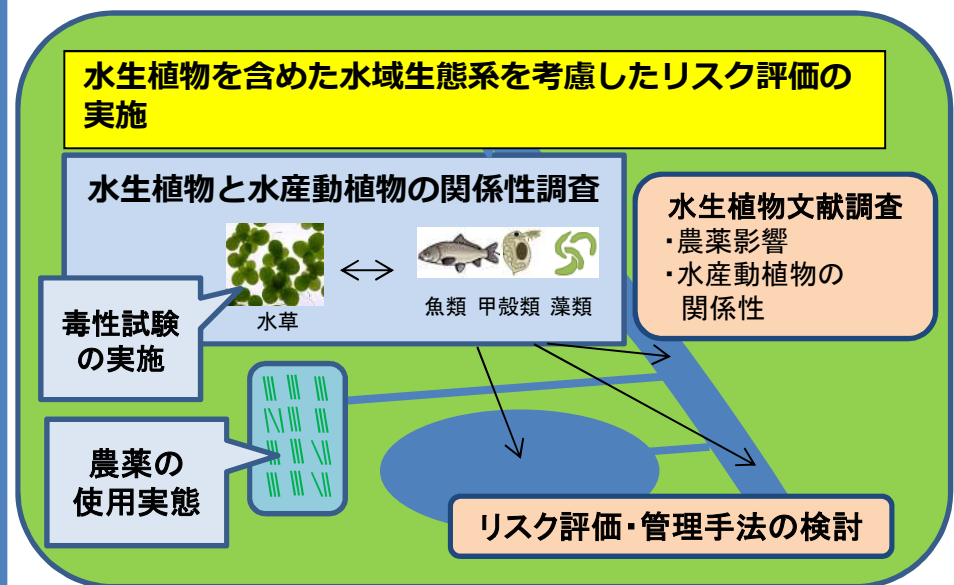 水生植物を含めた水域生態系を考慮したリスク評価の
実施
水生植物と水産動植物の関係性調査
水草
魚類 甲殻類 藻類
水生植物文献調査
・農薬影響
・水産動植物の
関係性
毒性試験
の実施
農薬の
使用実態
リスク評価・管理手法の検討